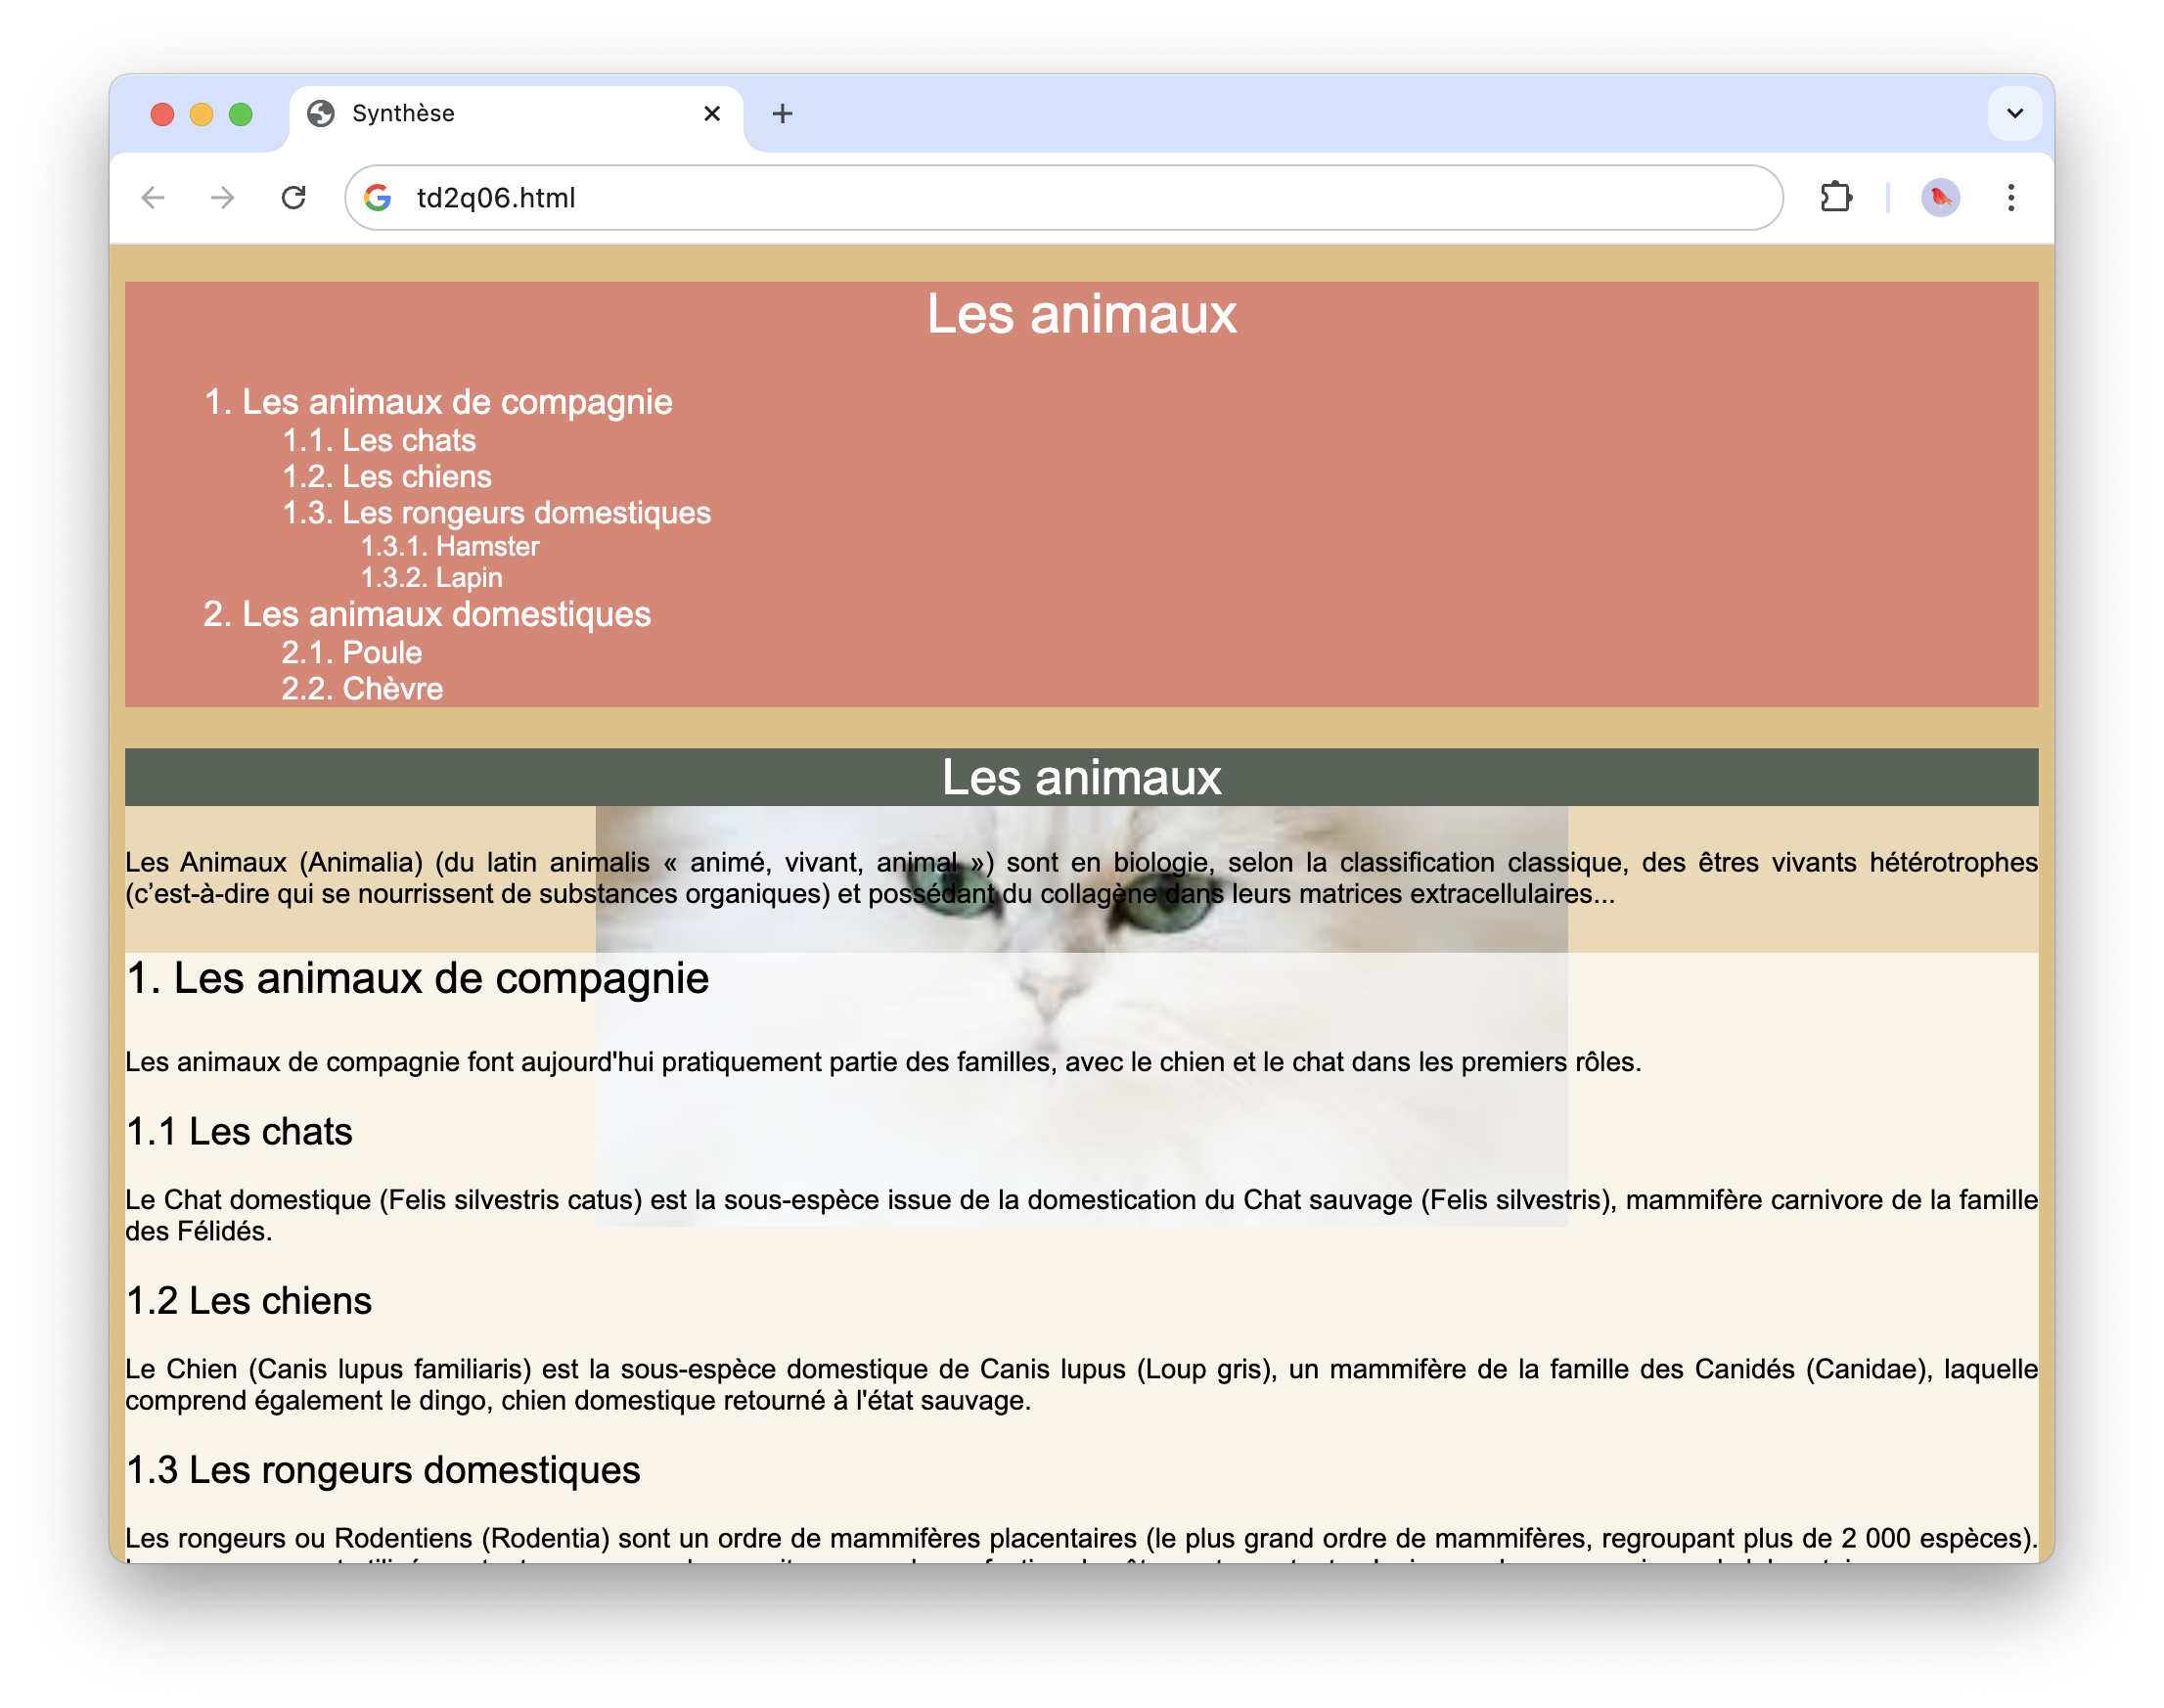 Synthèse
td2q06.html
Les animaux
1. Les animaux de compagnie
1.1. Les chats
1.2. Les chiens
1.3. Les rongeurs domestiques
1.3.1. Hamster
1.3.2. Lapin
2. Les animaux domestiques
2.1. Poule
2.2. Chèvre
Les animaux
Les Animaux (Animalia) (du latin animalis « animé, vivant, animal ») sont en biologie, selon la classification classique, des êtres vivants hétérotrophes
(c’est-à-dire qui se nourrissent de substances organiques) et possédant du collagène dans leurs matrices extracellulaires...
1. Les animaux de compagnie
Les animaux de compagnie font aujourd'hui pratiquement partie des familles, avec le chien et le chat dans les premiers rôles.
1.1 Les chats
Le Chat domestique (Felis silvestris catus) est la sous-espèce issue de la domestication du Chat sauvage (Felis silvestris), mammifère carnivore de la famille
des Félidés.
1.2 Les chiens
Le Chien (Canis lupus familiaris) est la sous-espèce domestique de Canis lupus (Loup gris), un mammifère de la famille des Canidés (Canidae), laquelle
comprend également le dingo, chien domestique retourné à l'état sauvage.
1.3 Les rongeurs domestiques
Les rongeurs ou Rodentiens (Rodentia) sont un ordre de mammifères placentaires (le plus grand ordre de mammifères, regroupant plus de 2 000 espèces).